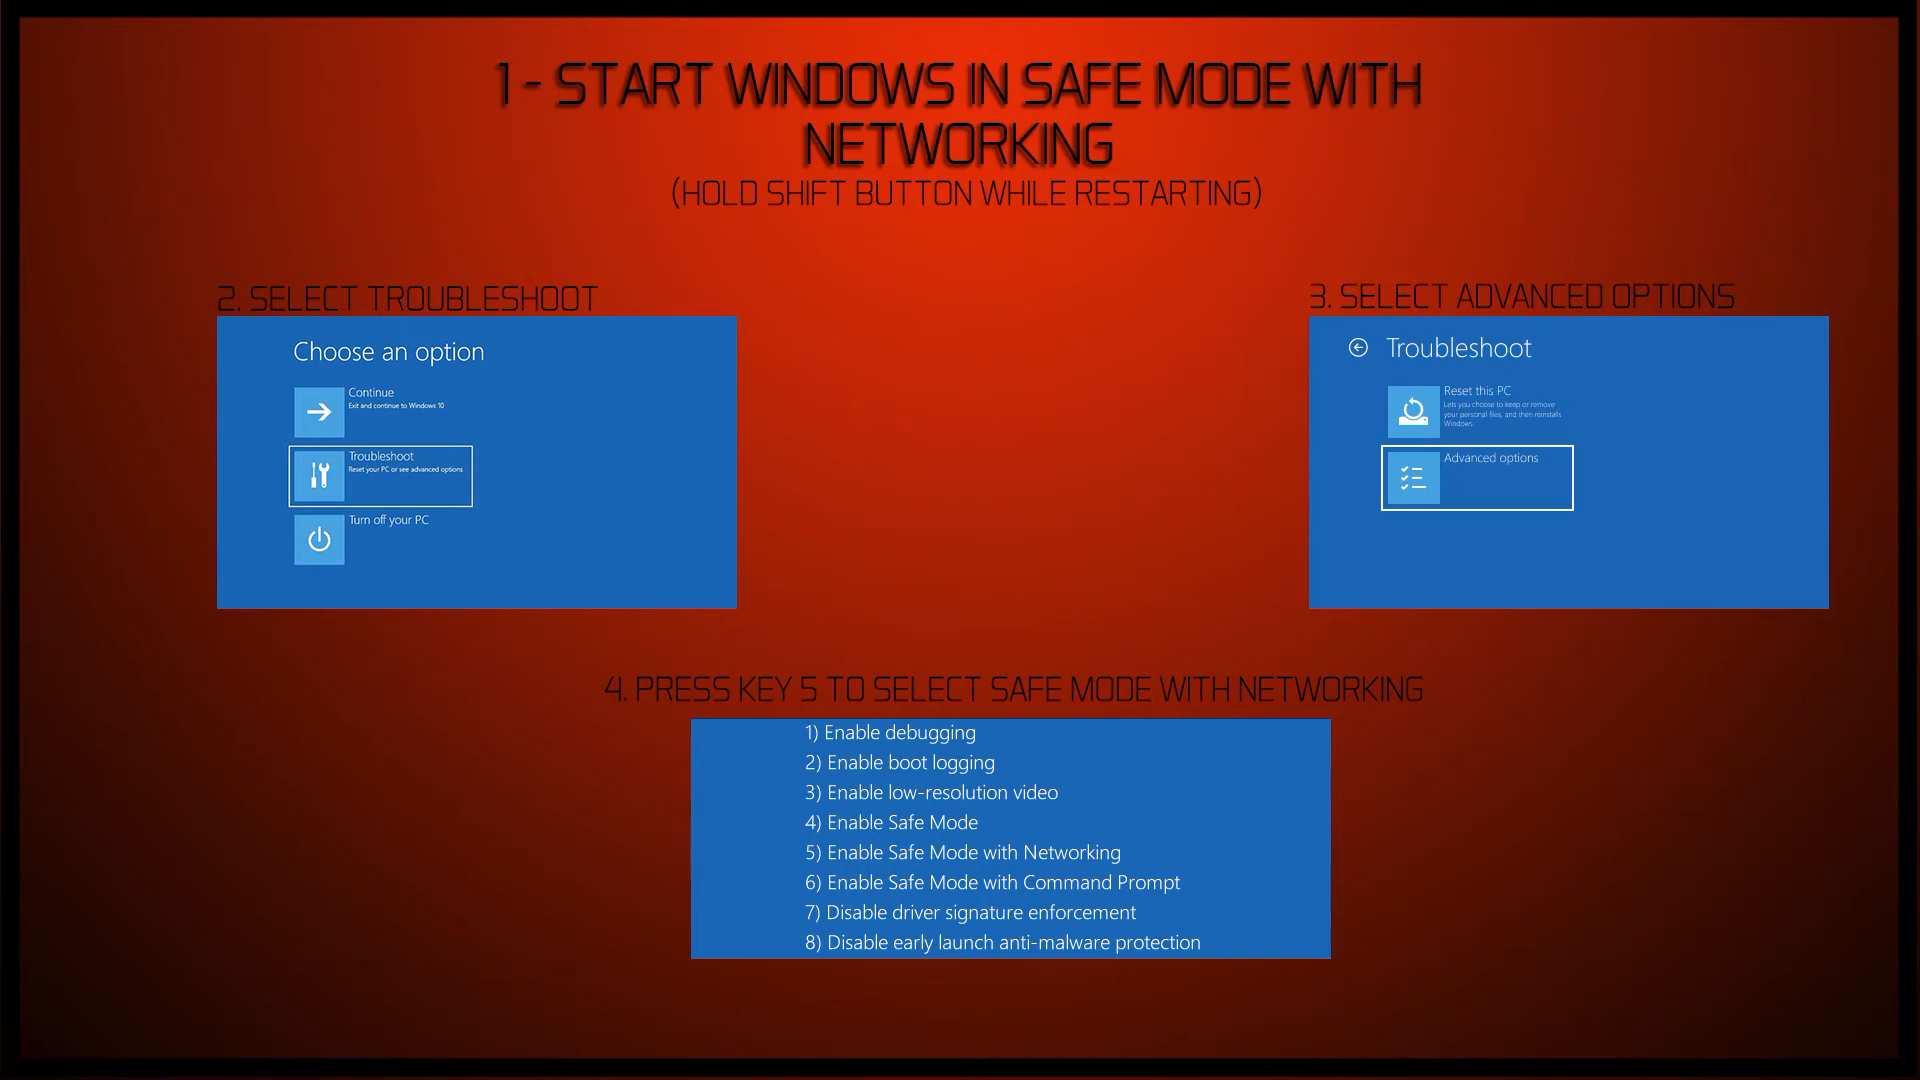 1 - START WINDOWS IN SAFE MODE WITH
NETWORKING
(HOLD SHIFT BUTTON WHILE RESTARTING)
2. SELECT TROUBLESHOOT
Choose an option
Continue
Exit and continue to Windows 10
Troubleshoot
Reset your PC or see advanced options
Turn off your PC
3. SELECT ADVANCED OPTIONS
Troubleshoot
Reset this PC
Lets you choose to keep or remove
your personal files, and then reinstalls
Windows
Advanced options
4. PRESS KEY 5 TO SELECT SAFE MODE WITH NETWORKING
1) Enable debugging
2) Enable boot logging
3) Enable low-resolution video
4) Enable Safe Mode
5) Enable Safe Mode with Networking
6) Enable Safe Mode with Command Prompt
7) Disable driver signature enforcement
8) Disable early launch anti-malware protection